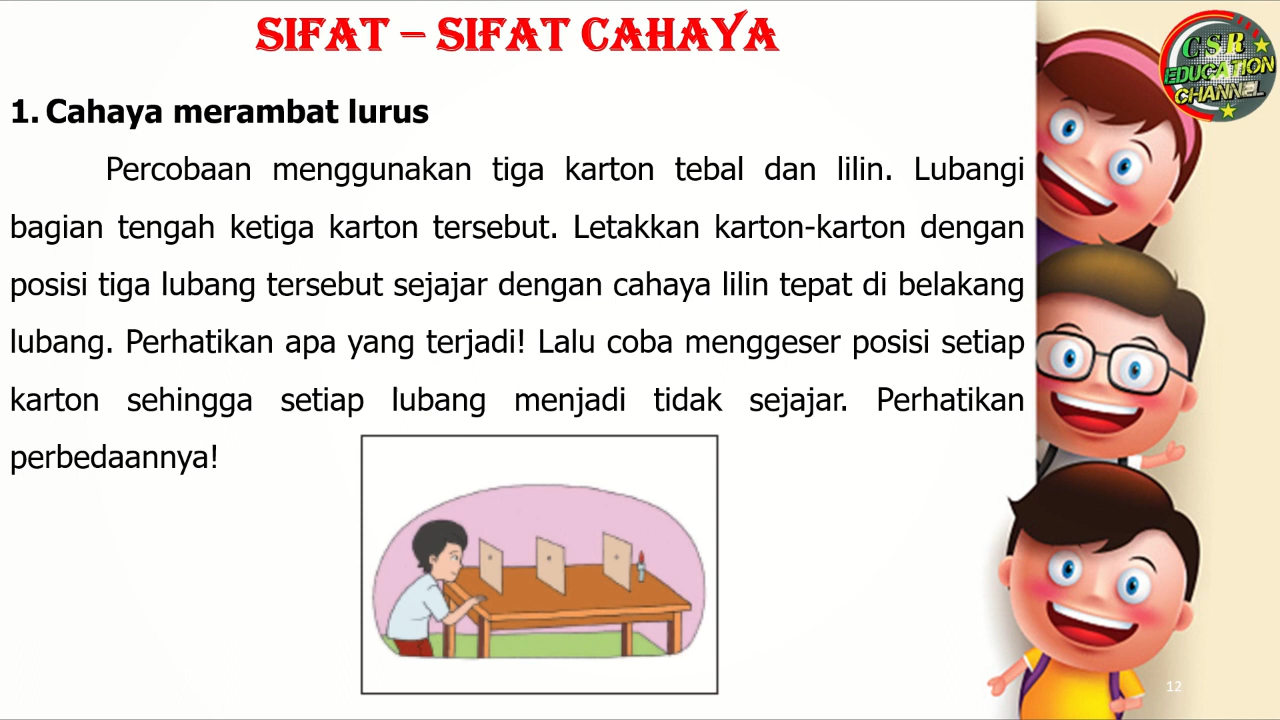 SIFAT – SIFAT CAHAYA
1. Cahaya merambat lurus
Percobaan menggunakan tiga karton tebal dan lilin. Lubangi
bagian tengah ketiga karton tersebut. Letakkan karton-karton dengan
posisi tiga lubang tersebut sejajar dengan cahaya lilin tepat di belakang
lubang. Perhatikan apa yang terjadi! Lalu coba menggeser posisi setiap
karton sehingga setiap lubang menjadi tidak sejajar. Perhatikan
perbedaannya!
CSR
EDUCATION
CHANNEL
12